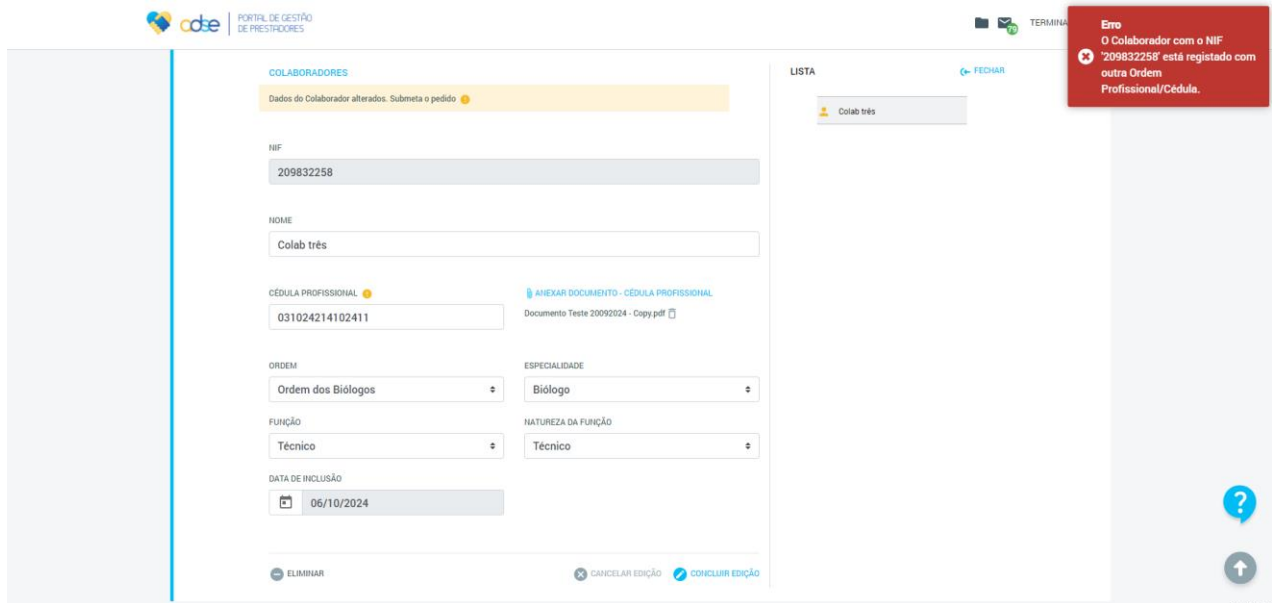 adse
PORTAL DE GESTÃO
DE PRESTADORES
79
TERMINA
Erro
O Colaborador com o NIF
'209832258' está registado com
outra Ordem
Profissional/Cédula.
COLABORADORES
Dados do Colaborador alterados. Submeta o pedido
NIF
209832258
NOME
Colab três
CÉDULA PROFISSIONAL
031024214102411
ANEXAR DOCUMENTO - CÉDULA PROFISSIONAL
Documento Teste 20092024 - Copy.pdf
ORDEM
Ordem dos Biólogos
ESPECIALIDADE
Biólogo
FUNÇÃO
Técnico
NATUREZA DA FUNÇÃO
Técnico
DATA DE INCLUSÃO
06/10/2024
ELIMINAR
CANCELAR EDIÇÃO
CONCLUIR EDIÇÃO
LISTA
FECHAR
Colab três
?